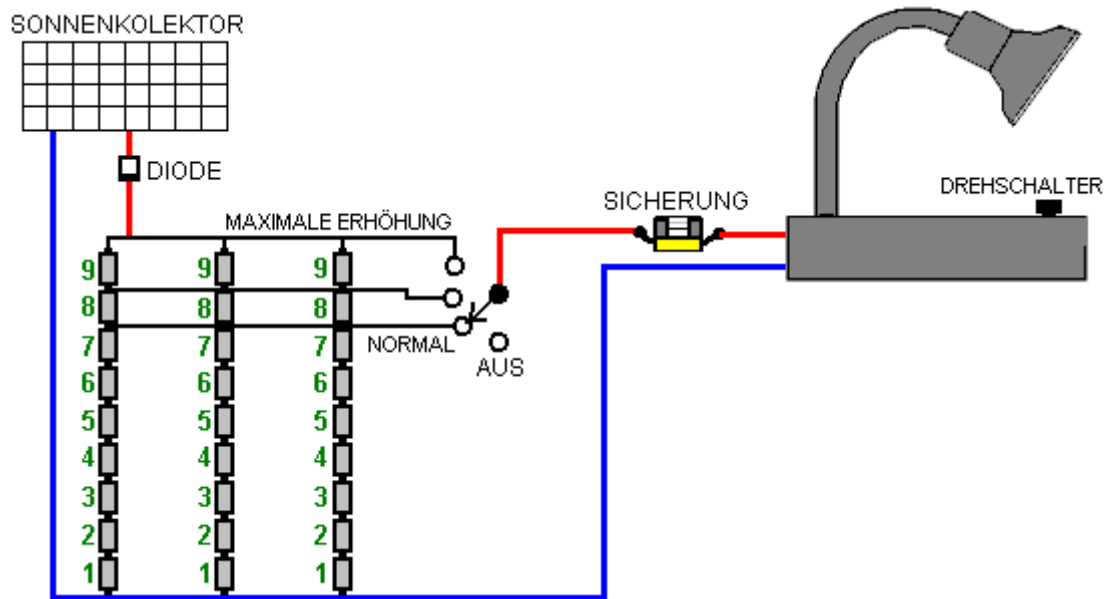 SONNENKOLEKTOR
DIODE
MAXIMALE ERHÖHUNG
SICHERUNG
DREHSCHALTER
NORMAL
AUS
9 9 9
8 8 8
7 7 7
6 6 6
5 5 5
4 4 4
3 3 3
2 2 2
1 1 1